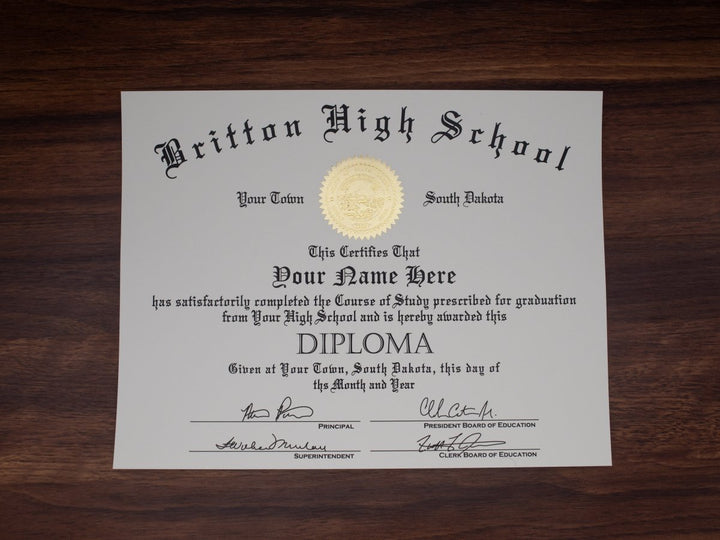 Britton High School
Your Town South Dakota
This Certifies That
Your Name Here
has satisfactorily completed the Course of Study prescribed for graduation
from Your High School and is hereby awarded this
DIPLOMA
Given at Your Town, South Dakota, this day of
ths Month and Year
PRINCIPAL PRESIDENT BOARD OF EDUCATION
SUPERINTENDENT CLERK BOARD OF EDUCATION